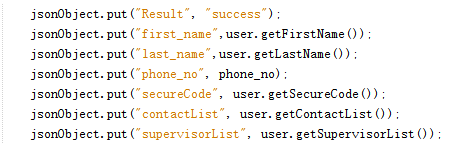 jsonObject.put("Result", "success");
jsonObject.put("first_name",user.getFirstName());
jsonObject.put("last_name",user.getLastName());
jsonObject.put("phone_no", phone_no);
jsonObject.put("secureCode", user.getSecureCode());
jsonObject.put("contactList", user.getContactList());
jsonObject.put("supervisorList", user.getSupervisorList());